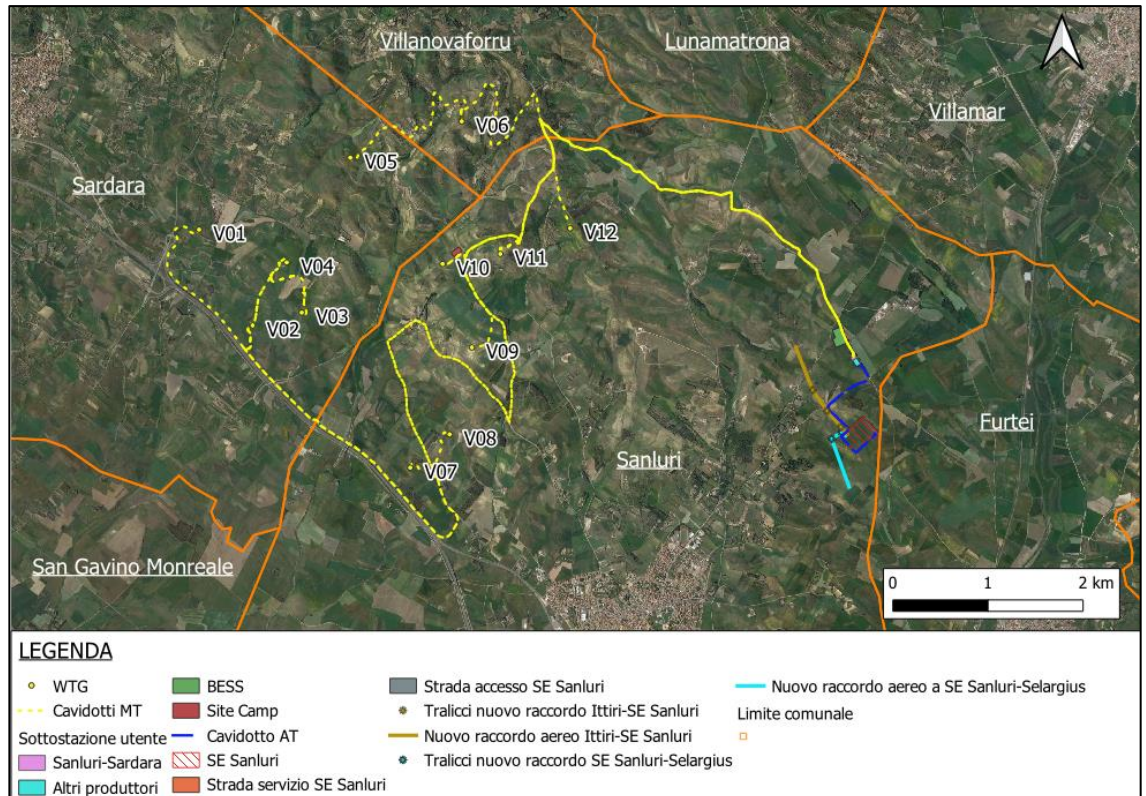 Villanovaforru
Lunamatrona
Villamar
V06
V05
Sardara
V01
V12
V11
V10
V04
V03
V02
V09
V08
V07
Sanluri
Furtei
San Gavino Monreale
0 1 2 km
LEGENDA
WTG
Cavidotti MT
Sottostazione utente
Sanluri-Sardara
Altri produttori
BESS
Site Camp
Cavidotto AT
SE Sanluri
Strada servizio SE Sanluri
Strada accesso SE Sanluri
Tralicci nuovo raccordo Ittiri-SE Sanluri
Nuovo raccordo aereo Ittiri-SE Sanluri
Tralicci nuovo raccordo SE Sanluri-Selargius
Nuovo raccordo aereo a SE Sanluri-Selargius
Limite comunale